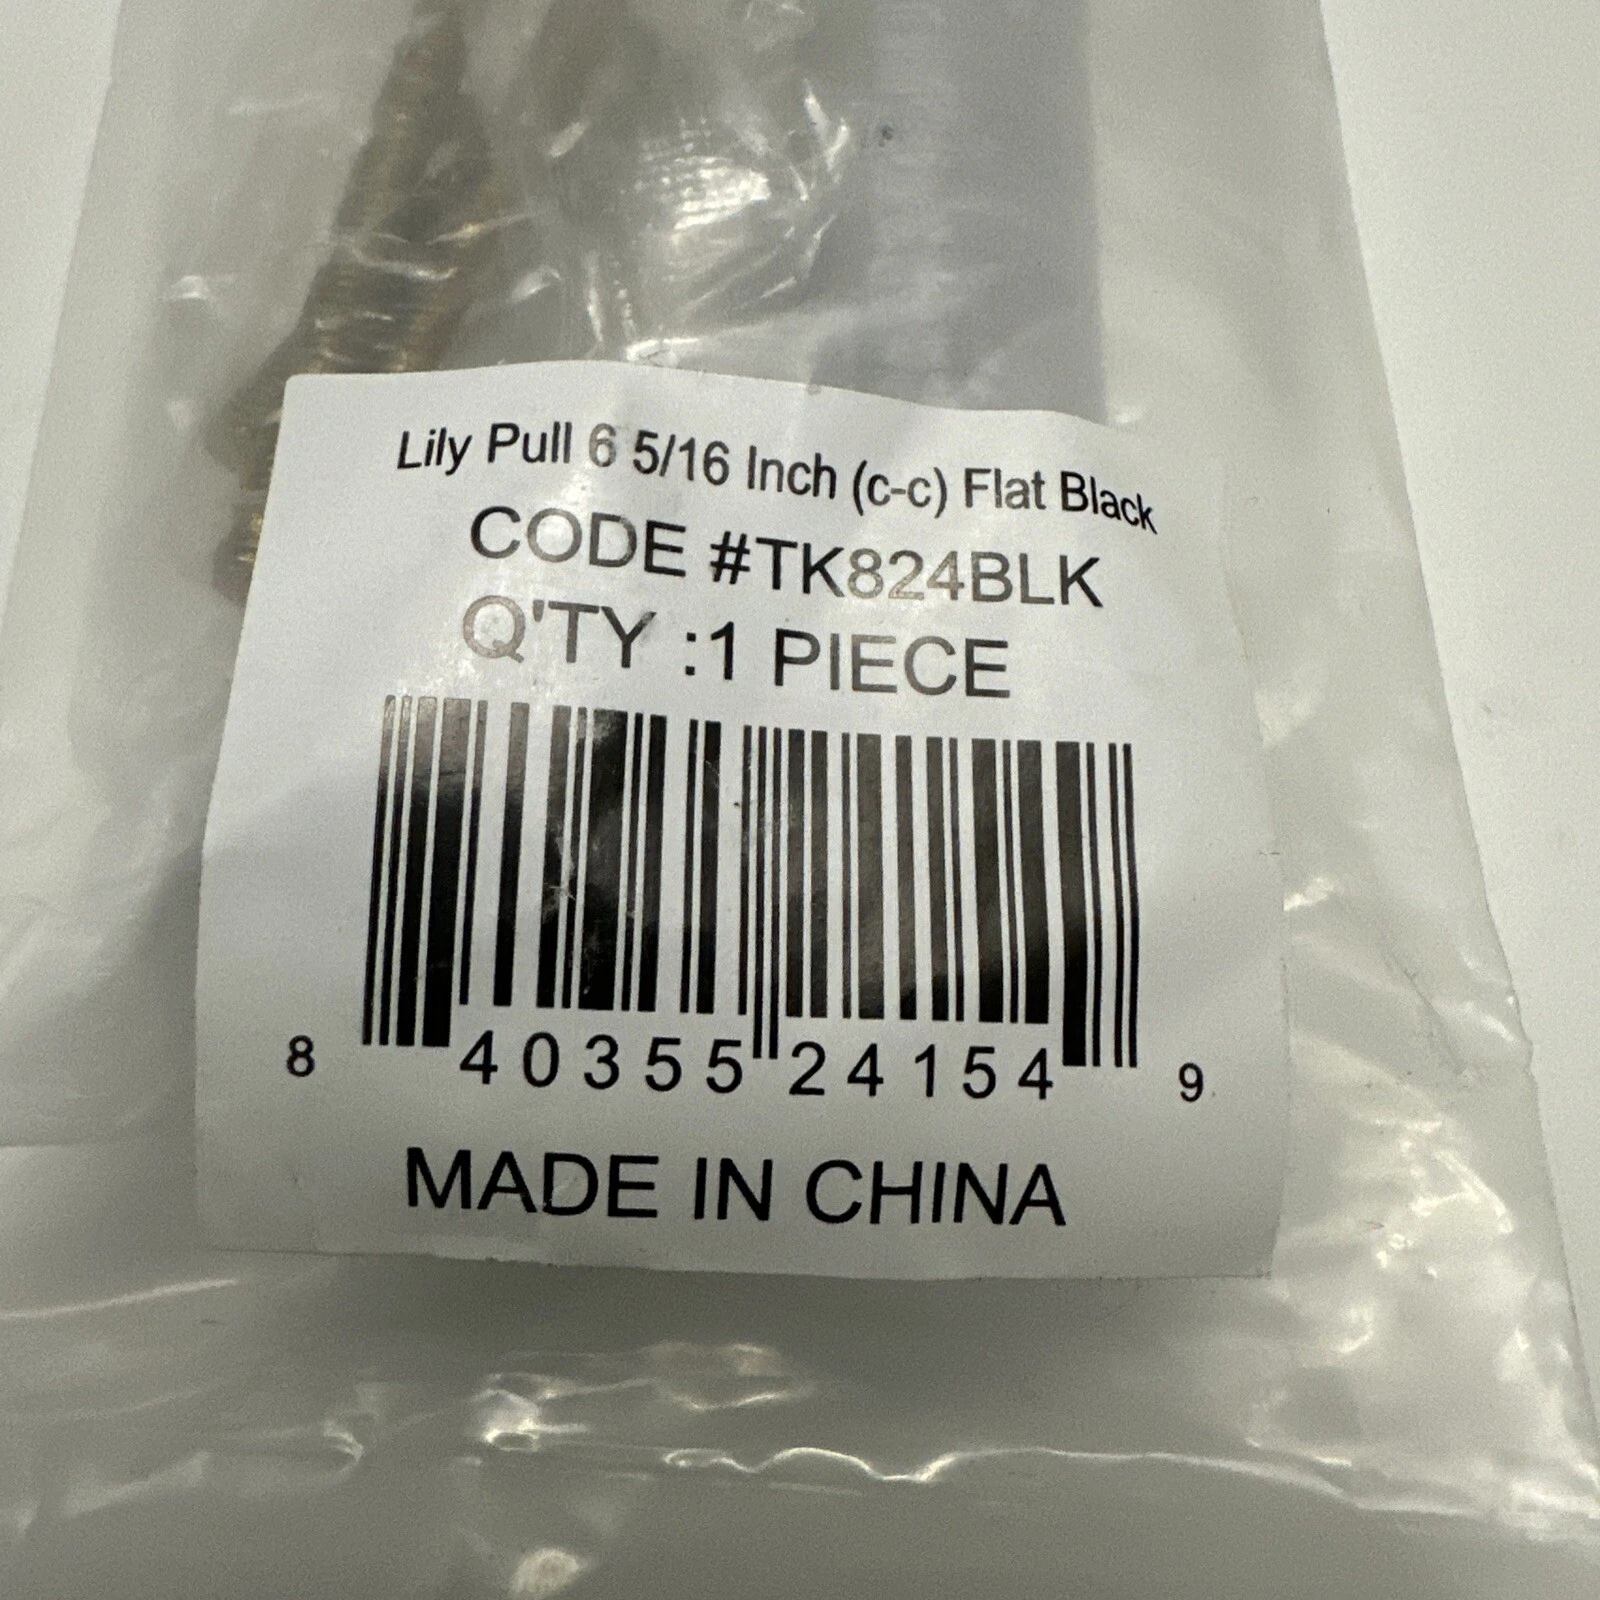 Lily Pull 6 5/16 Inch (c-c) Flat Black
CODE #TK824BLK
Q'TY :1 PIECE
8 40355 24154 9
MADE IN CHINA